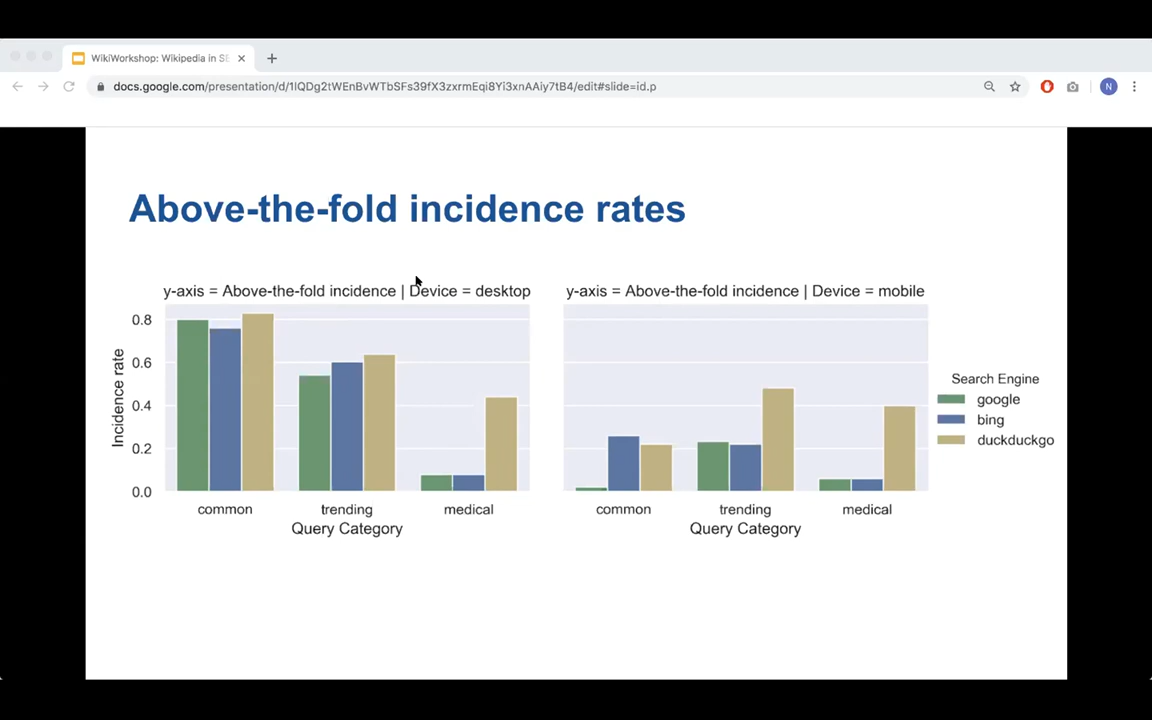 WikiWorkshop: Wikipedia in SE
docs.google.com/presentation/d/1lQDg2tWEnBvWTbSFs39fX3zxrmEqi8Yi3xnAAiy7tB4/edit#slide=id.p
N
Above-the-fold incidence rates
y-axis = Above-the-fold incidence | Device = desktop
y-axis = Above-the-fold incidence | Device = mobile
Incidence rate
0.8
0.6
0.4
0.2
0.0
common trending medical
Query Category
common trending medical
Query Category
Search Engine
google
bing
duckduckgo